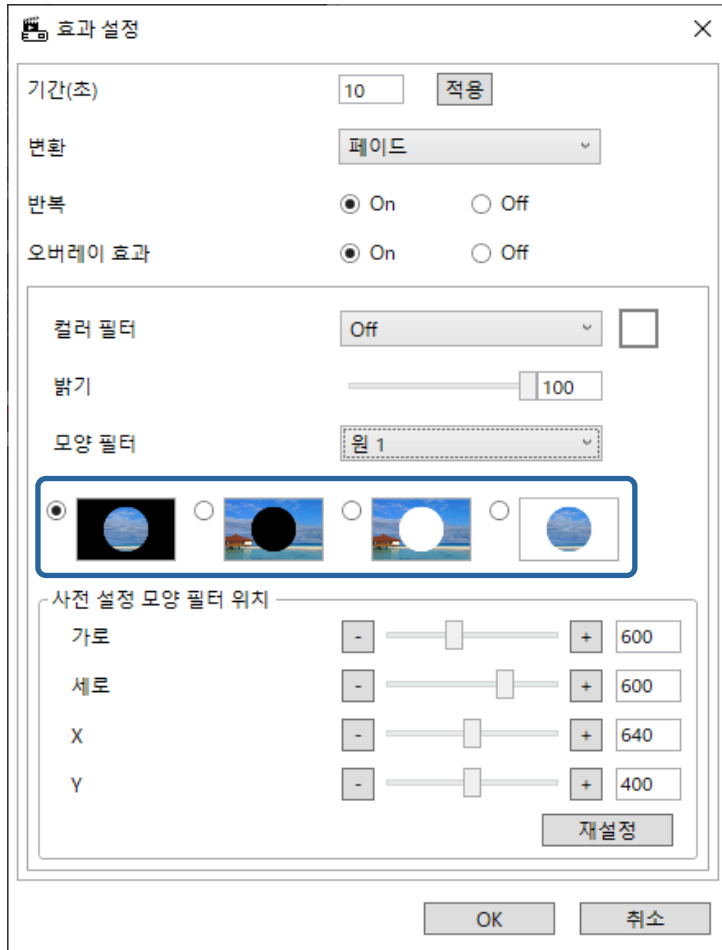 효과 설정
기간(초) 10 적용
변환 페이드
반복 On Off
오버레이 효과 On Off
컬러 필터 Off
밝기 100
모양 필터 원 1
사전 설정 모양 필터 위치
가로 - + 600
세로 - + 600
X - + 640
Y - + 400
재설정
OK 취소